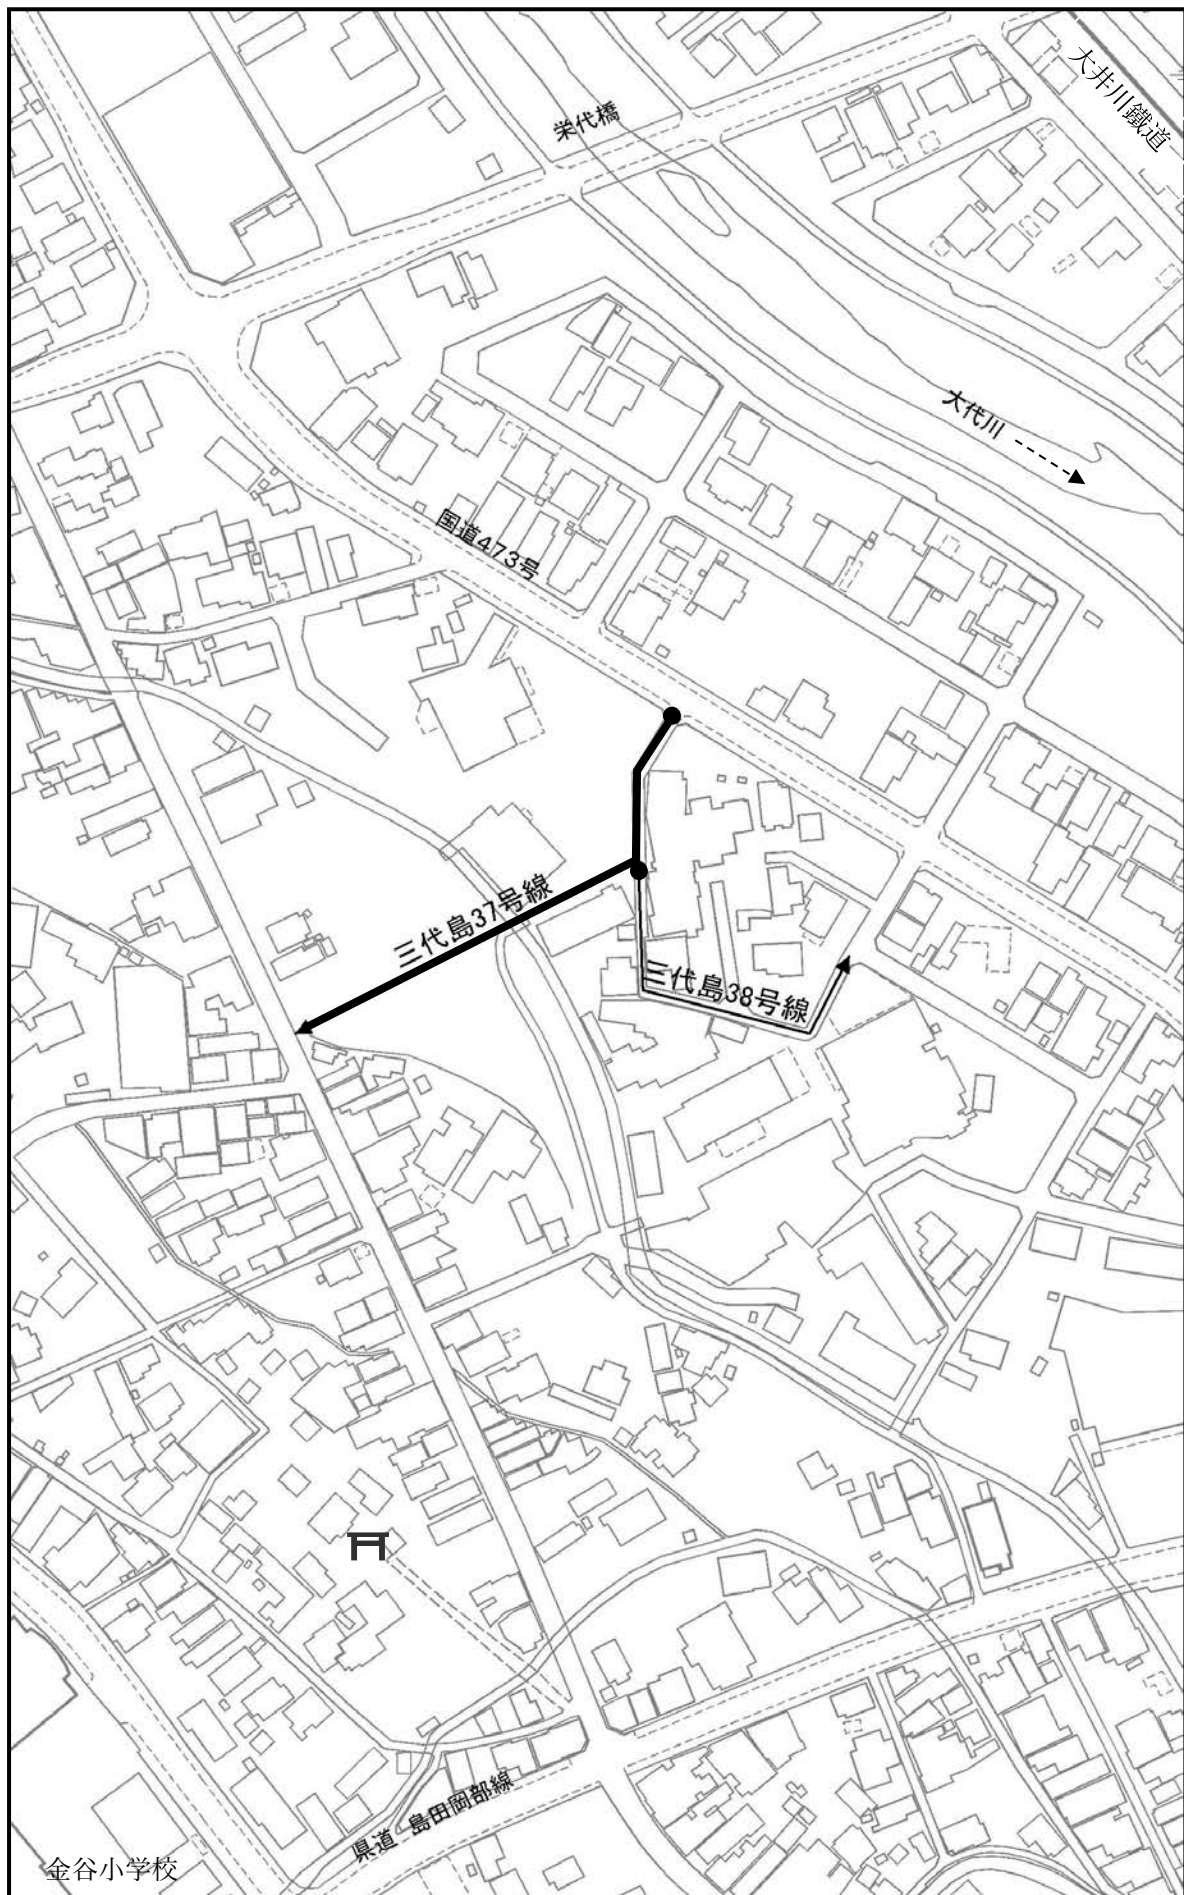 大井川鐵道
栄代橋
大代川
国道473号
三代島37号線
三代島38号線
県道 島田岡部線
金谷小学校